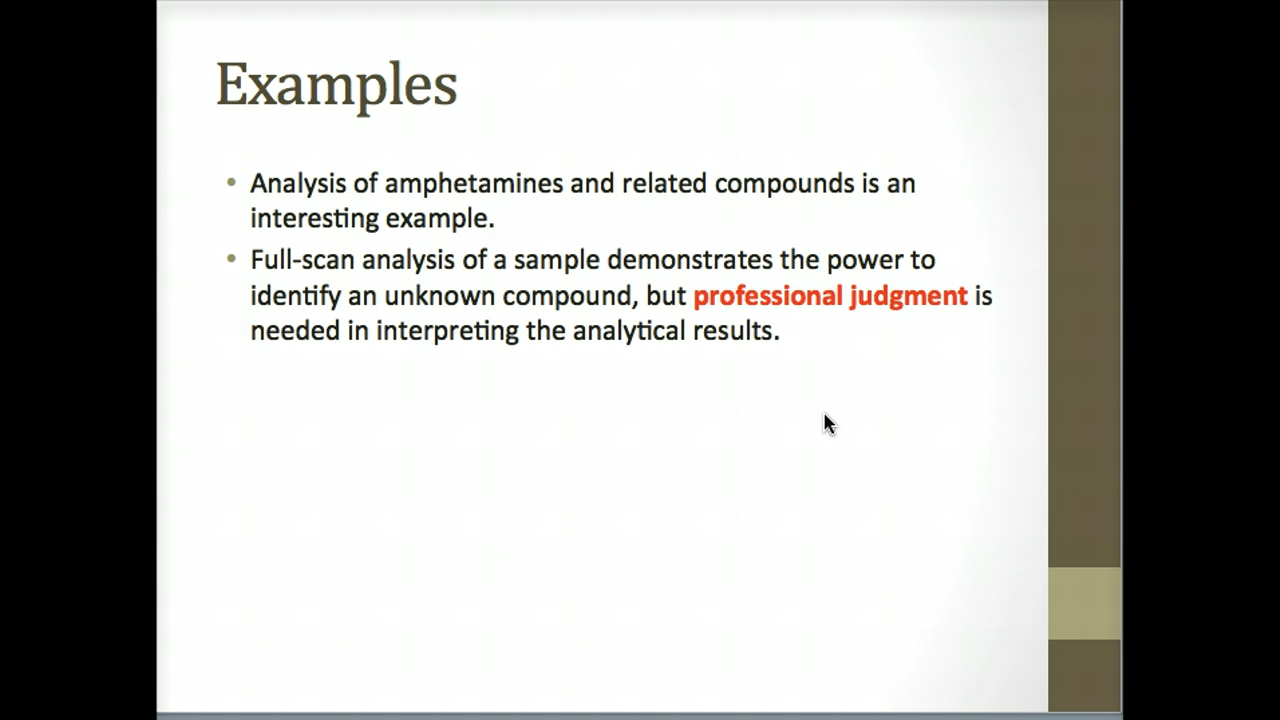 Examples
• Analysis of amphetamines and related compounds is an
interesting example.
• Full-scan analysis of a sample demonstrates the power to
identify an unknown compound, but professional judgment is
needed in interpreting the analytical results.